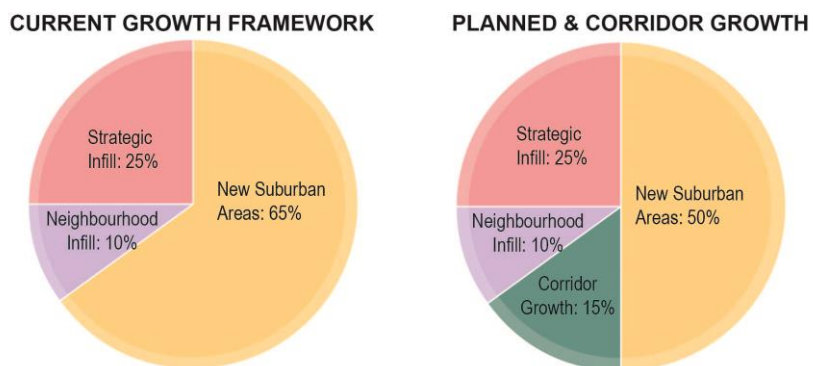 CURRENT GROWTH FRAMEWORK
Strategic
Infill: 25%
New Suburban
Areas: 65%
Neighbourhood
Infill: 10%
PLANNED & CORRIDOR GROWTH
Strategic
Infill: 25%
New Suburban
Areas: 50%
Neighbourhood
Infill: 10%
Corridor
Growth: 15%